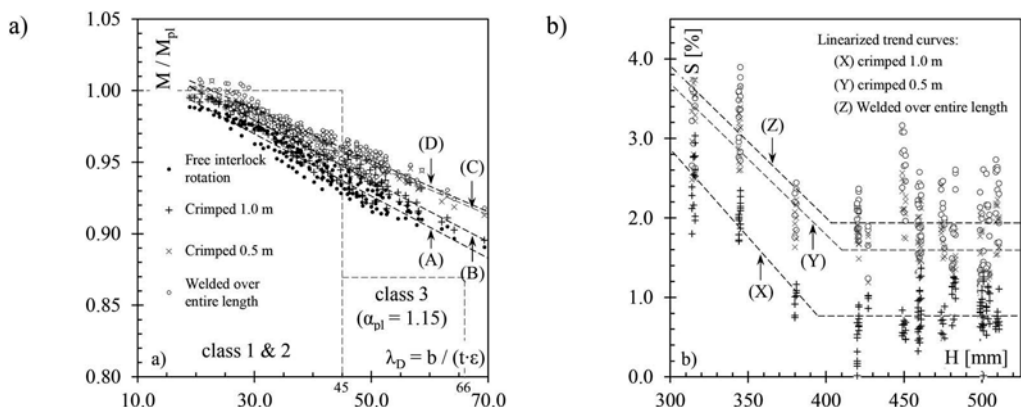 a)
M / Mpl
1.05
1.00
0.95
0.90
0.85
0.80
Free interlock
rotation
Crimped 1.0 m
Crimped 0.5 m
Welded over
entire length
(D)
(C)
(A)
(B)
class 3
(αpl = 1.15)
a)
class 1 & 2
λD = b / (t·ε)
45
66
10.0
30.0
50.0
70.0
b)
S [%]
4.0
3.0
2.0
1.0
0.0
Linearized trend curves:
(X) crimped 1.0 m
(Y) crimped 0.5 m
(Z) Welded over entire length
(Z)
(Y)
(X)
b)
H [mm]
300
350
400
450
500